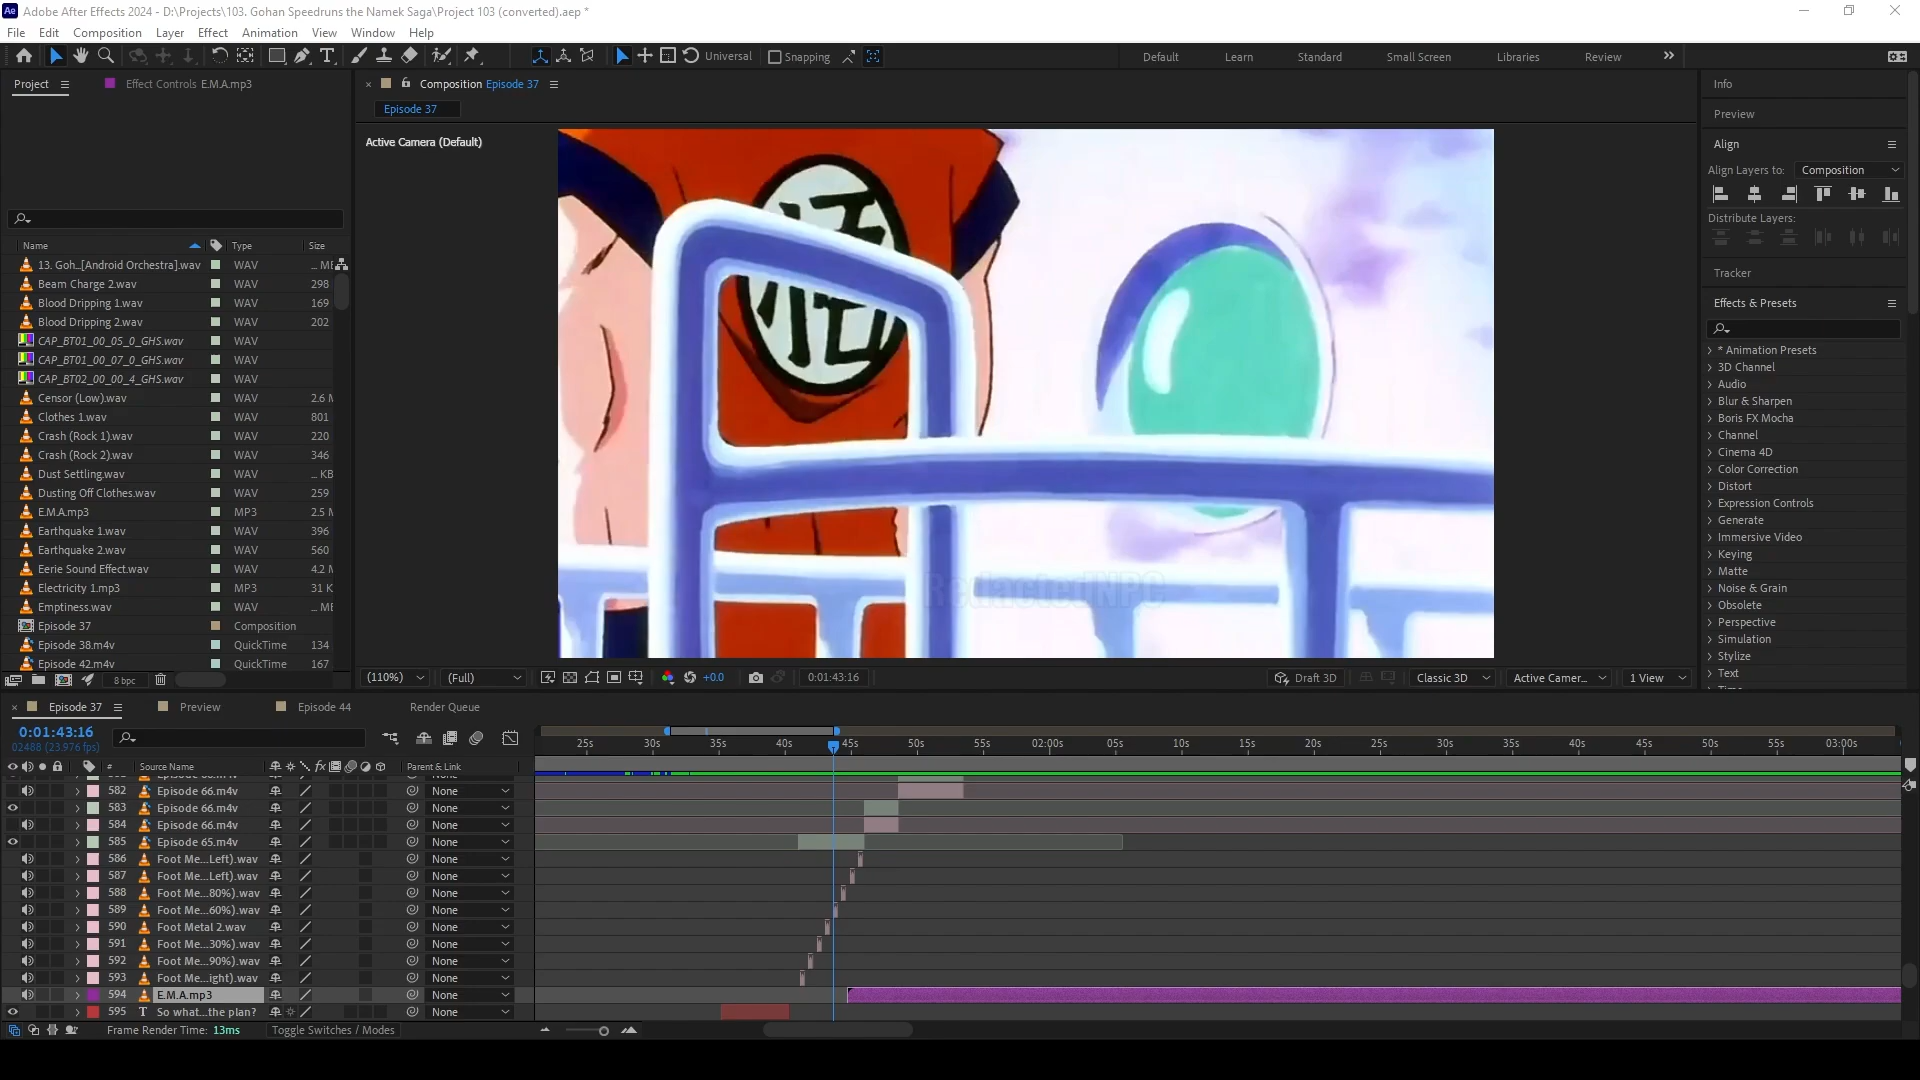 Adobe After Effects 2024 - D:\Projects\103. Gohan Speedruns the Namek Saga\Project 103 (converted).aep *
File Edit Composition Layer Effect Animation View Window Help
Universal Snapping Default Learn Standard Small Screen Libraries Review
Project Effect Controls E.M.A.mp3
Composition Episode 37
Episode 37
Active Camera (Default)
悟
悟
RedactedNPC
Name Type Size
13. Goh...[Android Orchestra].wav WAV ... ME
Beam Charge 2.wav WAV 298
Blood Dripping 1.wav WAV 169
Blood Dripping 2.wav WAV 202
CAP_BT01_00_05_0_GHS.wav WAV
CAP_BT01_00_07_0_GHS.wav WAV
CAP_BT02_00_00_4_GHS.wav WAV
Censor (Low).wav WAV 2.6 M
Clothes 1.wav WAV 801
Crash (Rock 1).wav WAV 220
Crash (Rock 2).wav WAV 346
Dust Settling.wav WAV ... KB
Dusting Off Clothes.wav WAV 259
E.M.A.mp3 MP3 2.5 M
Earthquake 1.wav WAV 396
Earthquake 2.wav WAV 560
Eerie Sound Effect.wav WAV 4.2 M
Electricity 1.mp3 MP3 31 K
Emptiness.wav WAV ... ME
Episode 37 Composition
Episode 38.m4v QuickTime 134
Episode 42.m4v QuickTime 167
8 bpc
(110%) (Full) +0.0 0:01:43:16 Draft 3D Classic 3D Active Camer... 1 View
Info
Preview
Align
Align Layers to: Composition
Distribute Layers:
Tracker
Effects & Presets
* Animation Presets
3D Channel
Audio
Blur & Sharpen
Boris FX Mocha
Channel
Cinema 4D
Color Correction
Distort
Expression Controls
Generate
Immersive Video
Keying
Matte
Noise & Grain
Obsolete
Perspective
Simulation
Stylize
Text
Time
Episode 37 Preview Episode 44 Render Queue
0:01:43:16
02488 (23.976 fps)
25s 30s 35s 40s 45s 50s 55s 02:00s 05s 10s 15s 20s 25s 30s 35s 40s 45s 55s 03:00s
# Source Name fx Parent & Link
582 Episode 66.m4v None
583 Episode 66.m4v None
584 Episode 66.m4v None
585 Episode 65.m4v None
586 Foot Me...Left).wav None
587 Foot Me...Left).wav None
588 Foot Me...80%).wav None
589 Foot Me...60%).wav None
590 Foot Metal 2.wav None
591 Foot Me...30%).wav None
592 Foot Me...90%).wav None
593 Foot Me...ight).wav None
594 E.M.A.mp3 None
595 T So what...the plan? None
Frame Render Time: 13ms Toggle Switches / Modes